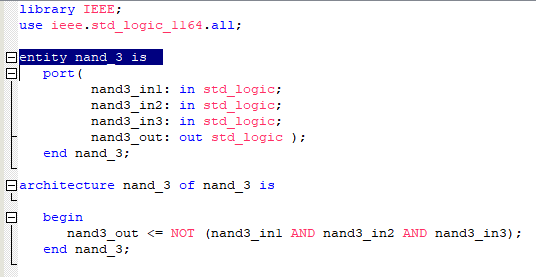 library IEEE;
use ieee.std_logic_1164.all;
entity nand_3 is
port(
nand3_in1: in std_logic;
nand3_in2: in std_logic;
nand3_in3: in std_logic;
nand3_out: out std_logic );
end nand_3;
architecture nand_3 of nand_3 is
begin
nand3_out <= NOT (nand3_in1 AND nand3_in2 AND nand3_in3);
end nand_3;